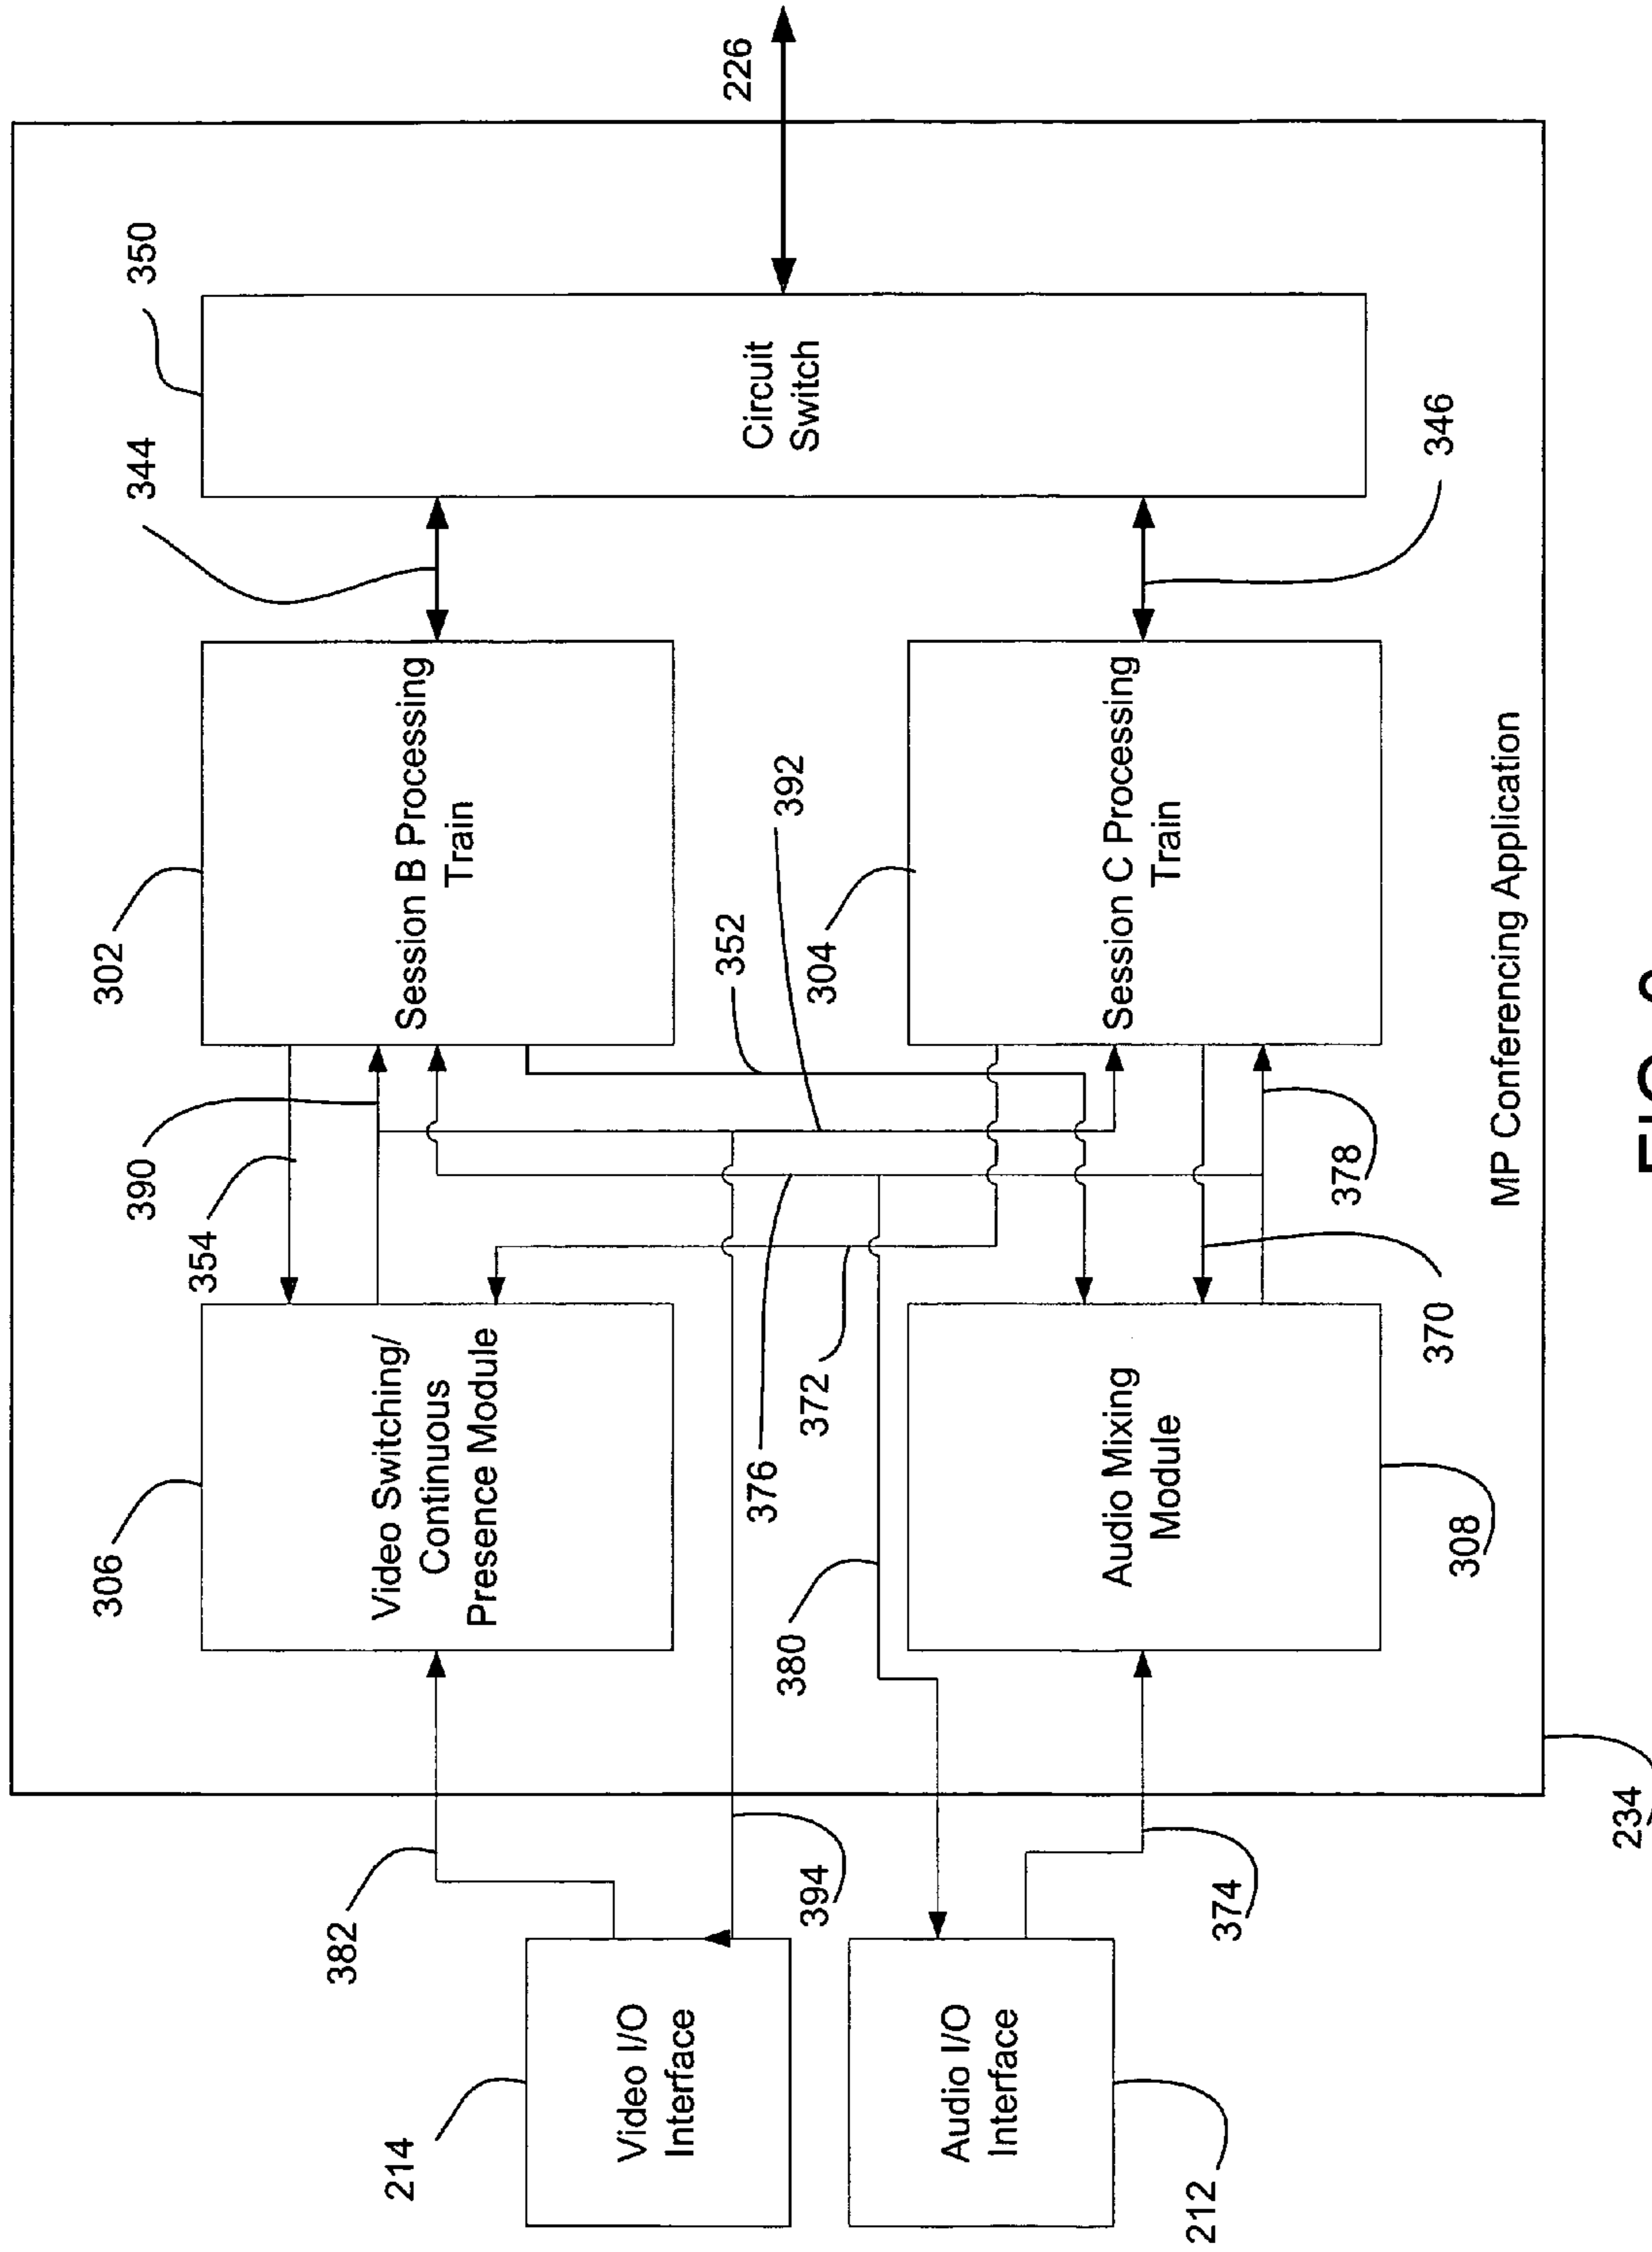 306
302
390
344
350
354
382
214
Video Switching/
Continuous
Presence Module
Session B Processing
Train
Video I/O
Interface
226
352
392
376
Circuit
Switch
380
394
372
304
Audio I/O
Interface
Audio Mixing
Module
Session C Processing
Train
212
374
378
308
370
346
MP Conferencing Application
234
FIG.